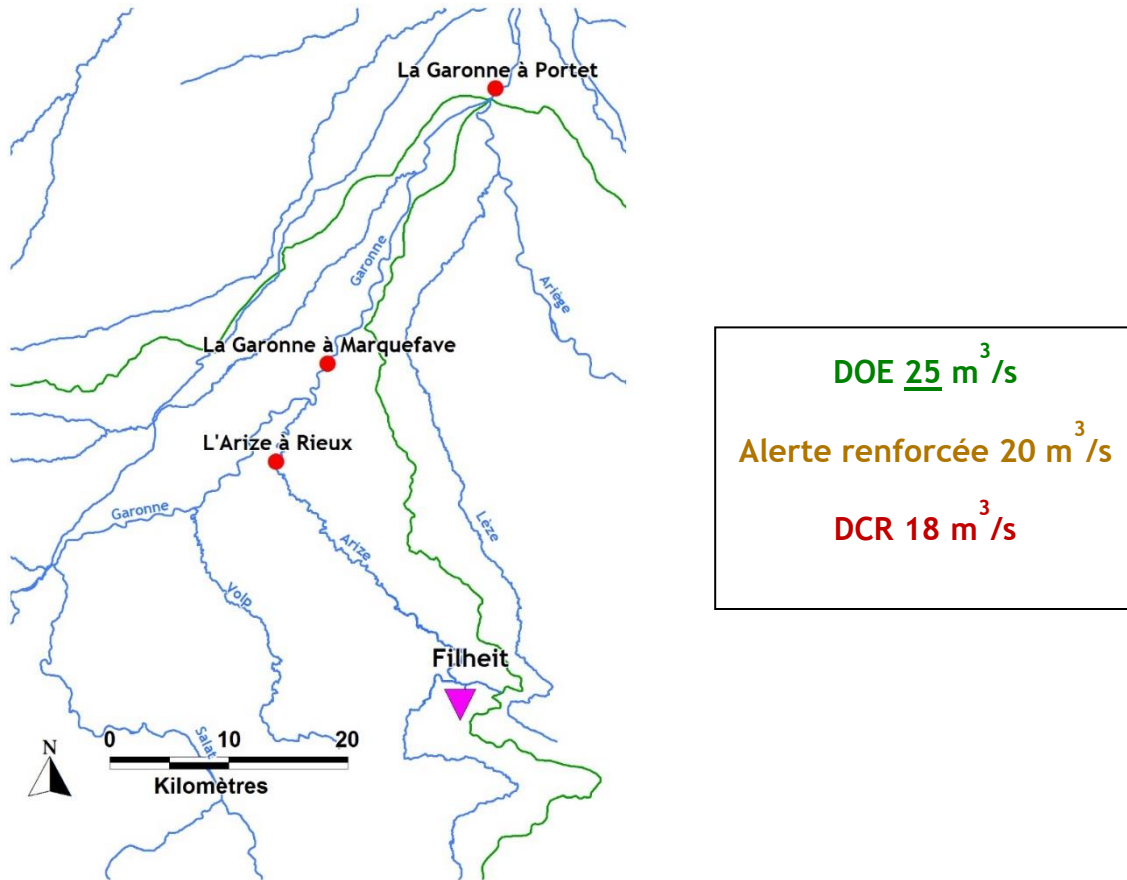 La Garonne à Portet
Garonne
Ariège
La Garonne à Marquefave
L'Arize à Rieux
Garonne
Arize
Lèze
Volp
Filheit
Salat
N
0 10 20
Kilomètres
DOE 25 m³/s
Alerte renforcée 20 m³/s
DCR 18 m³/s